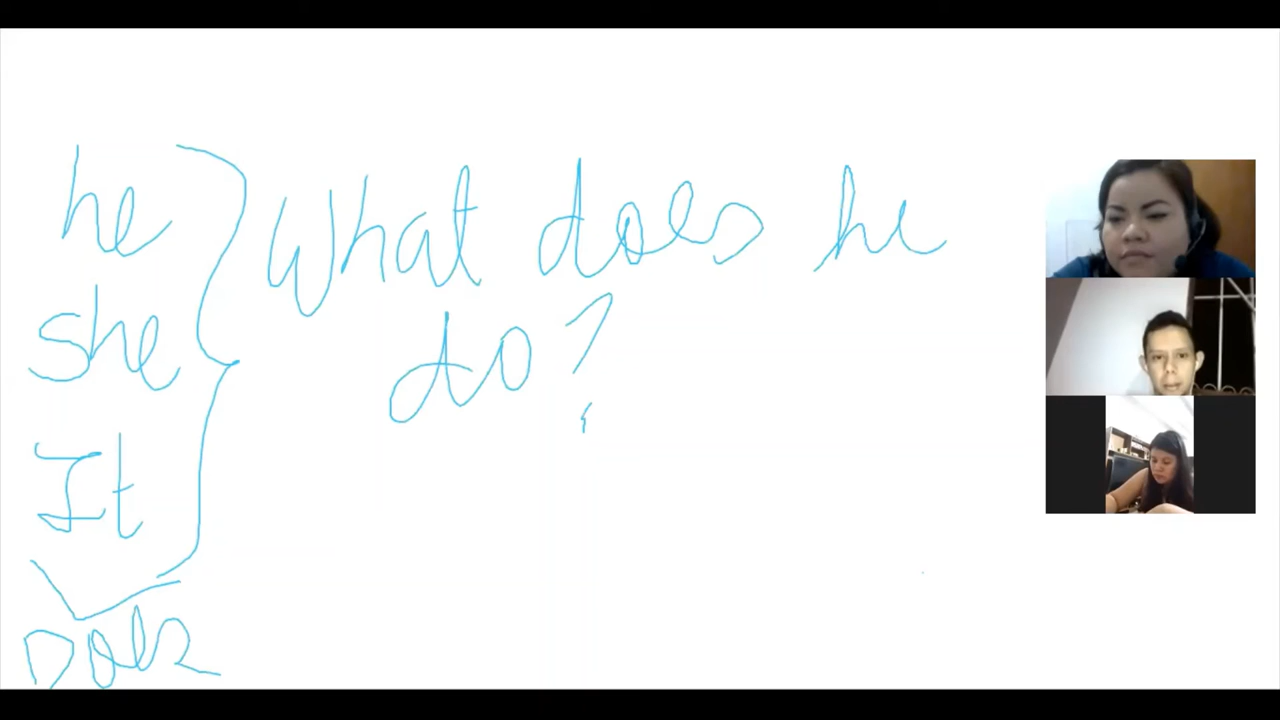 he
she
It
Does
What does he
do?